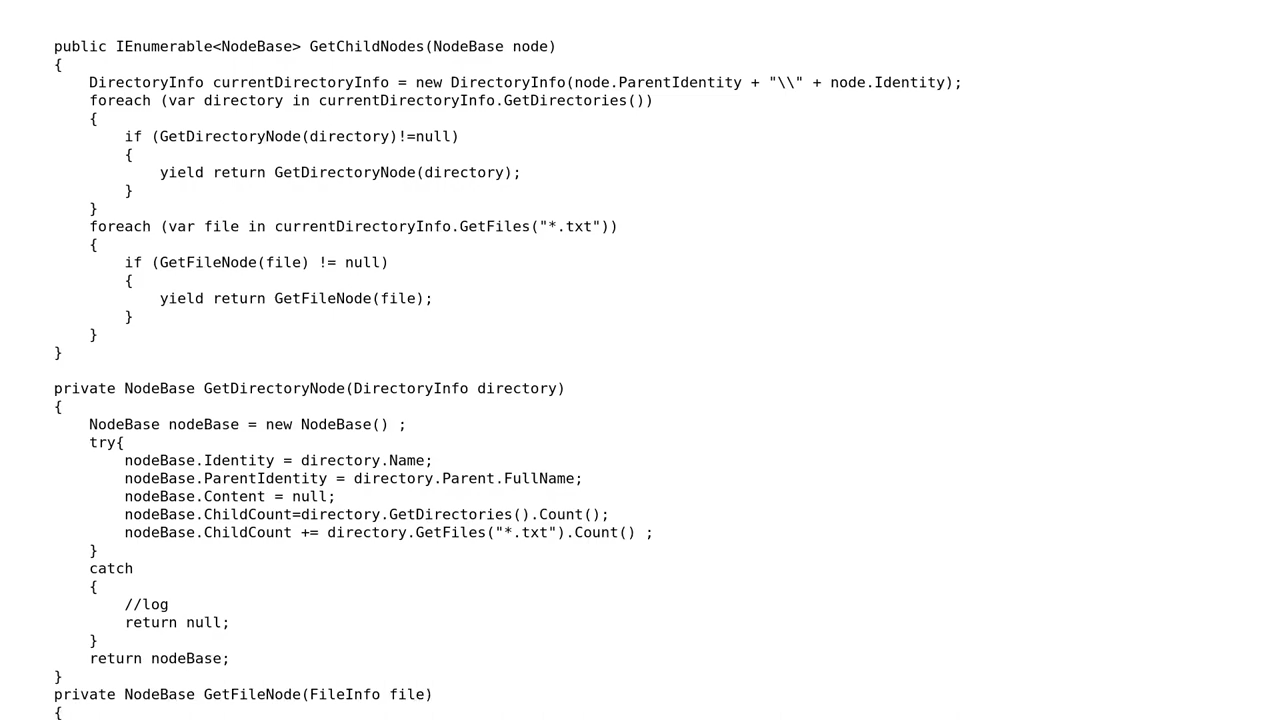 public IEnumerable<NodeBase> GetChildNodes(NodeBase node)
{
    DirectoryInfo currentDirectoryInfo = new DirectoryInfo(node.ParentIdentity + "\\" + node.Identity);
    foreach (var directory in currentDirectoryInfo.GetDirectories())
    {
        if (GetDirectoryNode(directory)!=null)
        {
            yield return GetDirectoryNode(directory);
        }
    }
    foreach (var file in currentDirectoryInfo.GetFiles("*.txt"))
    {
        if (GetFileNode(file) != null)
        {
            yield return GetFileNode(file);
        }
    }
}

private NodeBase GetDirectoryNode(DirectoryInfo directory)
{
    NodeBase nodeBase = new NodeBase() ;
    try{
        nodeBase.Identity = directory.Name;
        nodeBase.ParentIdentity = directory.Parent.FullName;
        nodeBase.Content = null;
        nodeBase.ChildCount=directory.GetDirectories().Count();
        nodeBase.ChildCount += directory.GetFiles("*.txt").Count() ;
    }
    catch
    {
        //log
        return null;
    }
    return nodeBase;
}
private NodeBase GetFileNode(FileInfo file)
{